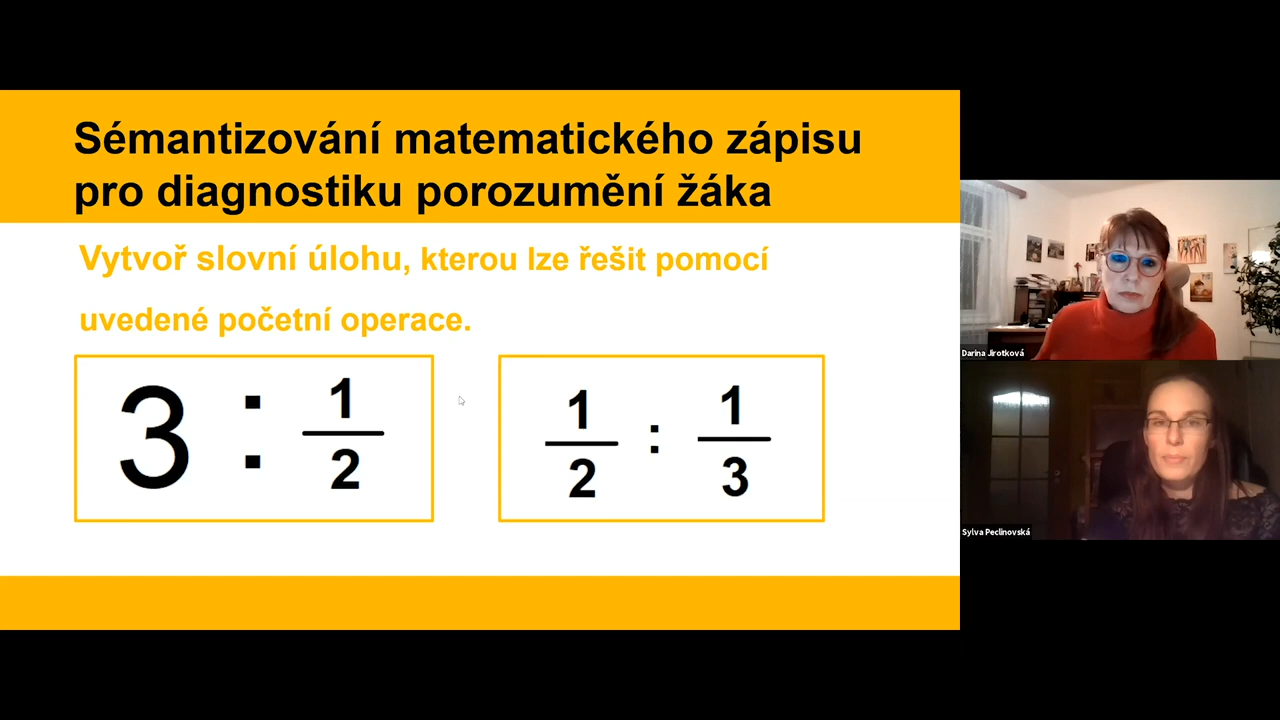 Sémantizování matematického zápisu
pro diagnostiku porozumění žáka
Vytvoř slovní úlohu, kterou lze řešit pomocí
uvedené početní operace.
3 : 1/2
1/2 : 1/3
Darina Jirotková
Sylva Peclinovská